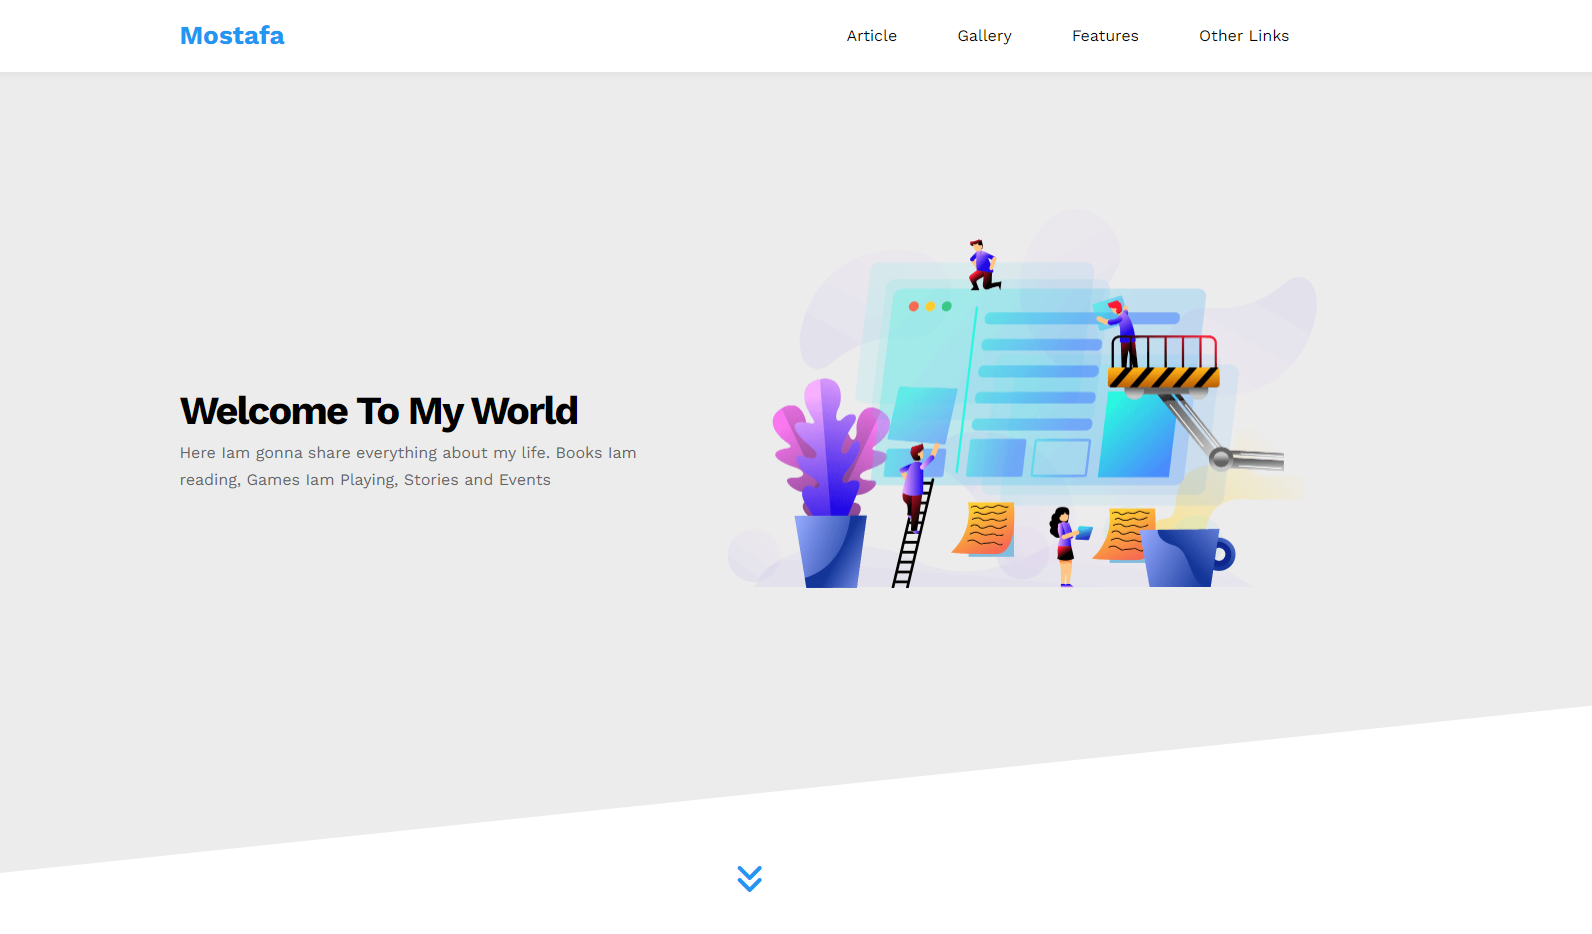 Mostafa
Article
Gallery
Features
Other Links
Welcome To My World
Here Iam gonna share everything about my life. Books Iam
reading, Games Iam Playing, Stories and Events